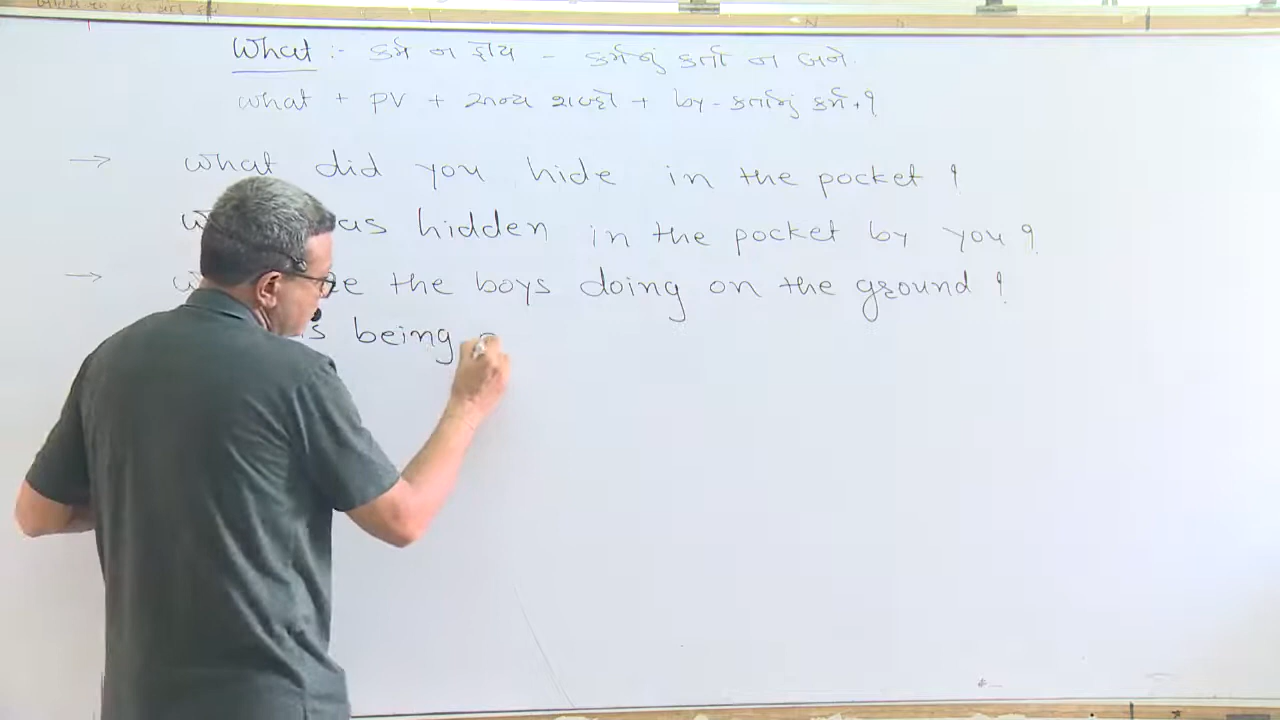 What :- કર્મ ન હોય - કર્મનું કર્તા ન બને.
what + PV + અન્ય શબ્દો + by - કર્તાનું કર્મ + ?
→ what did you hide in the pocket ?
hidden in the pocket by you ?
→ the boys doing on the ground ?
being